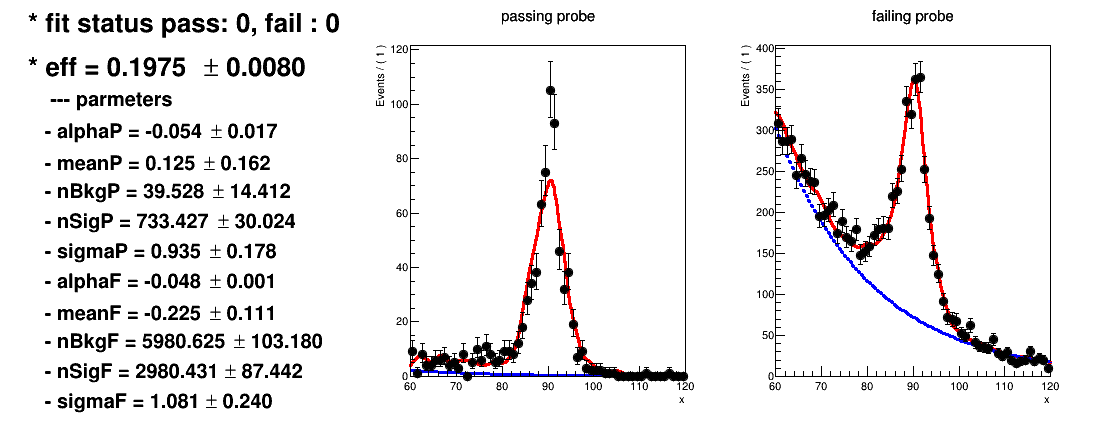 * fit status pass: 0, fail : 0
* eff = 0.1975 ± 0.0080
--- parmeters
- alphaP = -0.054 ± 0.017
- meanP = 0.125 ± 0.162
- nBkgP = 39.528 ± 14.412
- nSigP = 733.427 ± 30.024
- sigmaP = 0.935 ± 0.178
- alphaF = -0.048 ± 0.001
- meanF = -0.225 ± 0.111
- nBkgF = 5980.625 ± 103.180
- nSigF = 2980.431 ± 87.442
- sigmaF = 1.081 ± 0.240
passing probe
Events / ( 1 )
120
100
80
60
40
20
0
60 70 80 90 100 110 120
x
failing probe
Events / ( 1 )
400
350
300
250
200
150
100
50
0
60 70 80 90 100 110 120
x